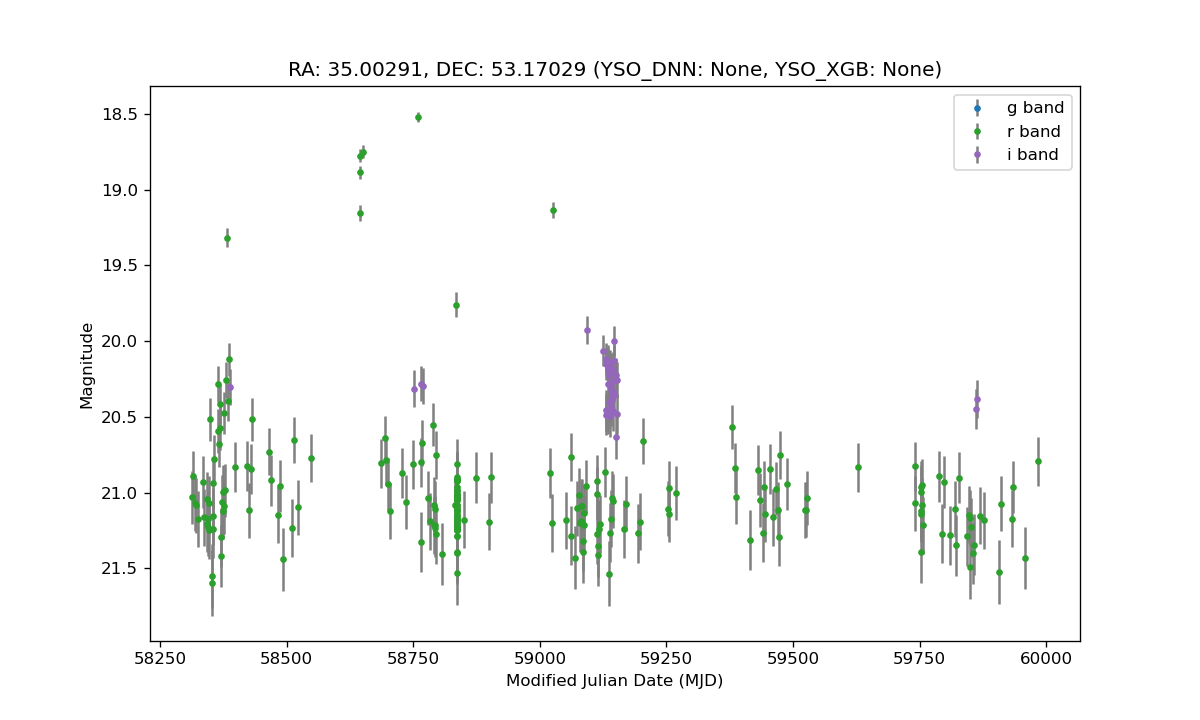 RA: 35.00291, DEC: 53.17029 (YSO_DNN: None, YSO_XGB: None)
g band
r band
i band
18.5
19.0
19.5
20.0
20.5
21.0
21.5
Magnitude
58250 58500 58750 59000 59250 59500 59750 60000
Modified Julian Date (MJD)